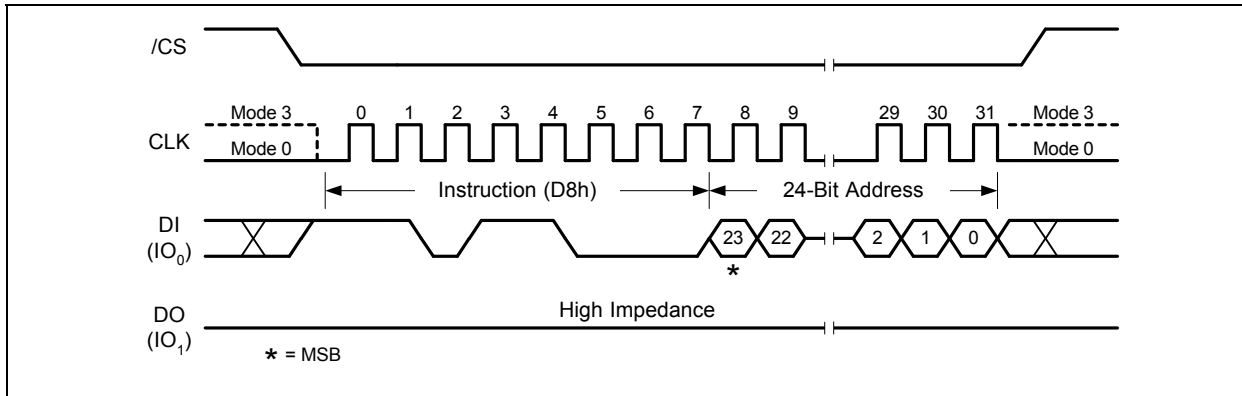 /CS
Mode 3 0 1 2 3 4 5 6 7 8 9 29 30 31 Mode 3
CLK
Mode 0 Mode 0
Instruction (D8h) 24-Bit Address
DI
(IO0) 23 22 2 1 0
*
High Impedance
DO
(IO1)
* = MSB